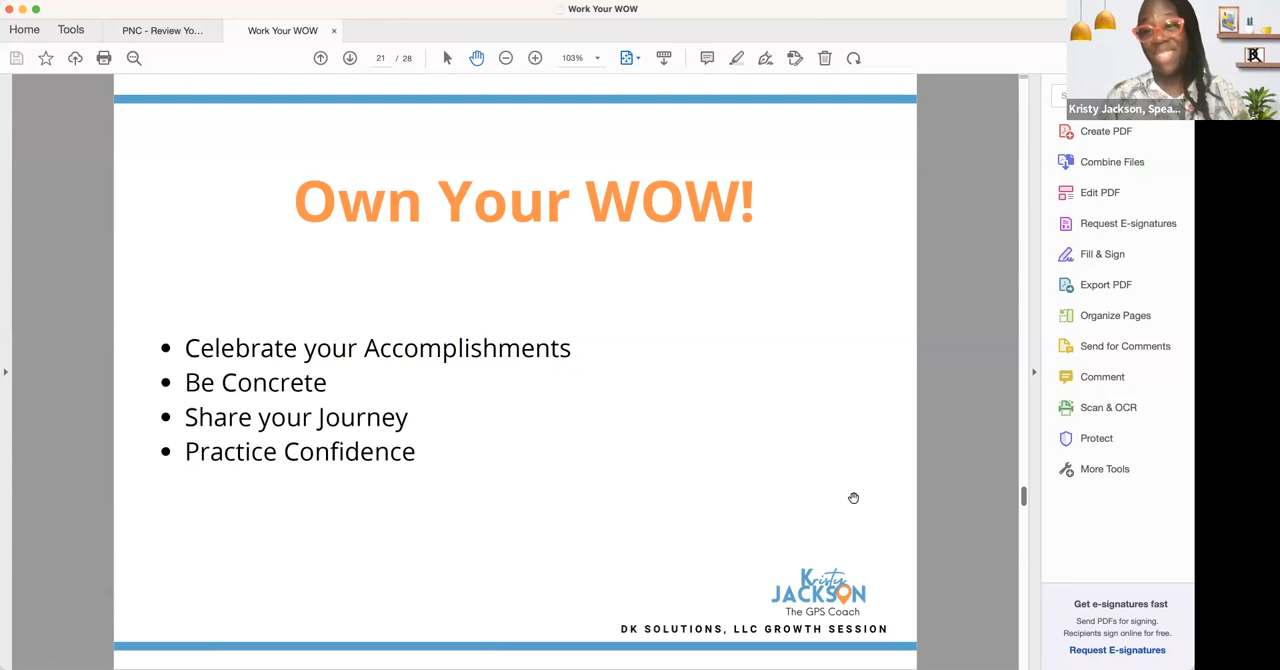 Work Your WOW
Home
Tools
PNC - Review Yo...
Work Your WOW
×
21 / 28
103%
Kristy Jackson, Spea...
Own Your WOW!
• Celebrate your Accomplishments
• Be Concrete
• Share your Journey
• Practice Confidence
Kristy
JACKSON
The GPS Coach
DK SOLUTIONS, LLC GROWTH SESSION
S
Create PDF
Combine Files
Edit PDF
Request E-signatures
Fill & Sign
Export PDF
Organize Pages
Send for Comments
Comment
Scan & OCR
Protect
More Tools
Get e-signatures fast
Send PDFs for signing.
Recipients sign online for free.
Request E-signatures